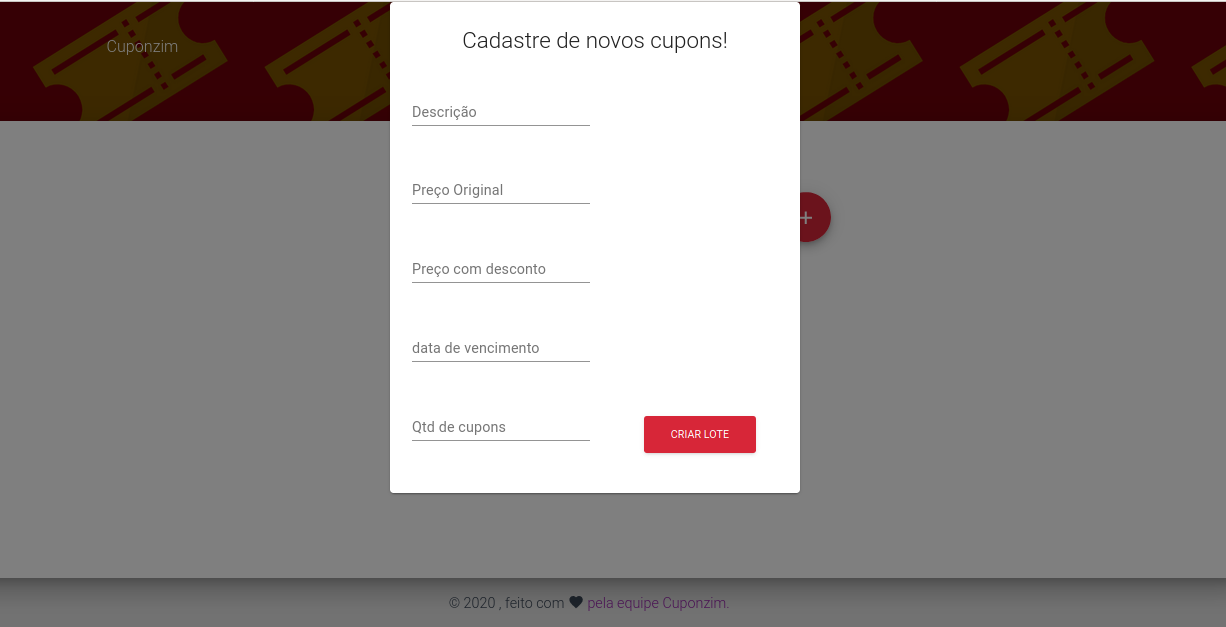 Cuponzim
Cadastre de novos cupons!
Descrição
Preço Original
Preço com desconto
data de vencimento
Qtd de cupons
CRIAR LOTE
© 2020 , feito com ♥ pela equipe Cuponzim.